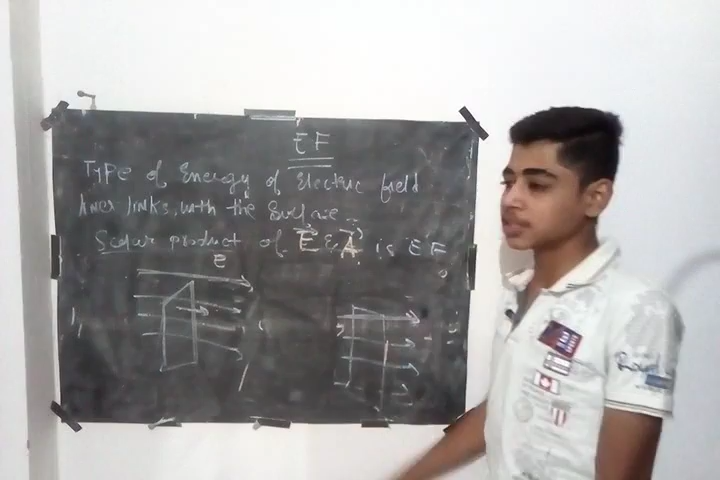 EF
Type of Energy of Electric field
lines links with the Surface
Scalar product of E & A is EF
E